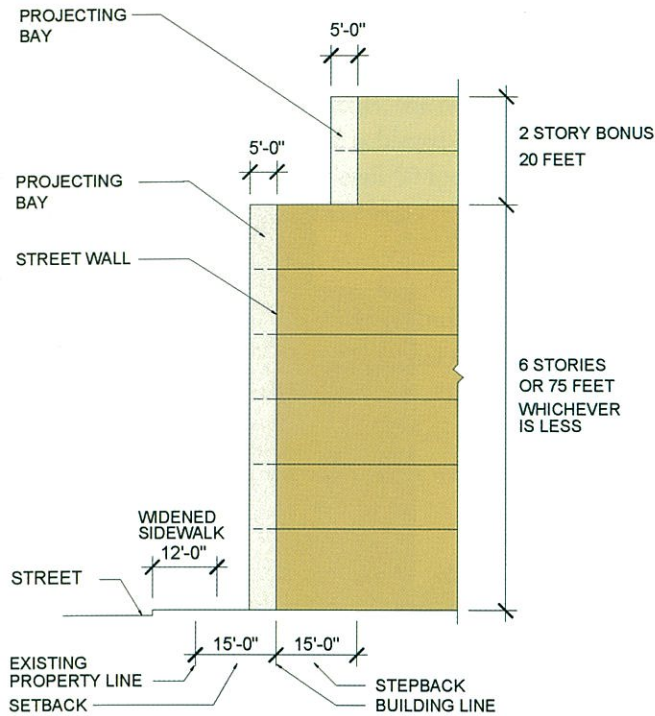 PROJECTING
BAY
5'-0"
2 STORY BONUS
20 FEET
5'-0"
PROJECTING
BAY
STREET WALL
6 STORIES
OR 75 FEET
WHICHEVER
IS LESS
WIDENED
SIDEWALK
12'-0"
STREET
15'-0"
15'-0"
EXISTING
PROPERTY LINE
SETBACK
STEPBACK
BUILDING LINE